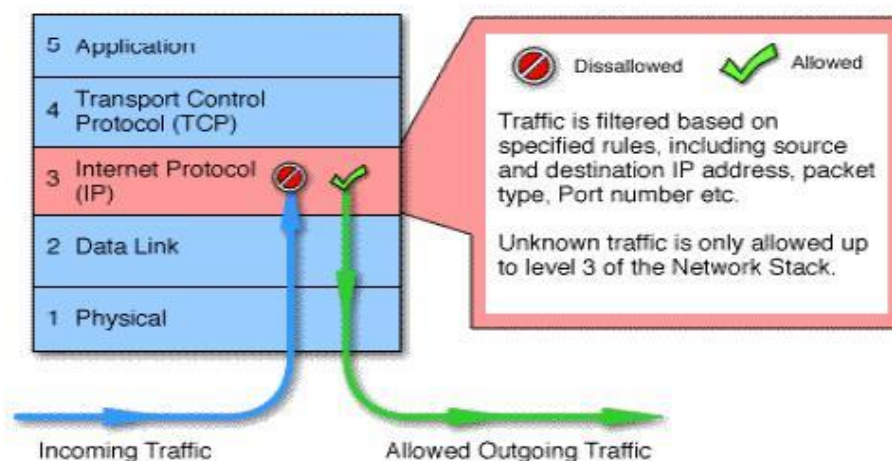 5 Application
4 Transport Control
Protocol (TCP)
3 Internet Protocol
(IP)
2 Data Link
1 Physical
Incoming Traffic
Allowed Outgoing Traffic
Dissallowed
Allowed
Traffic is filtered based on
specified rules, including source
and destination IP address, packet
type, Port number etc.
Unknown traffic is only allowed up
to level 3 of the Network Stack.